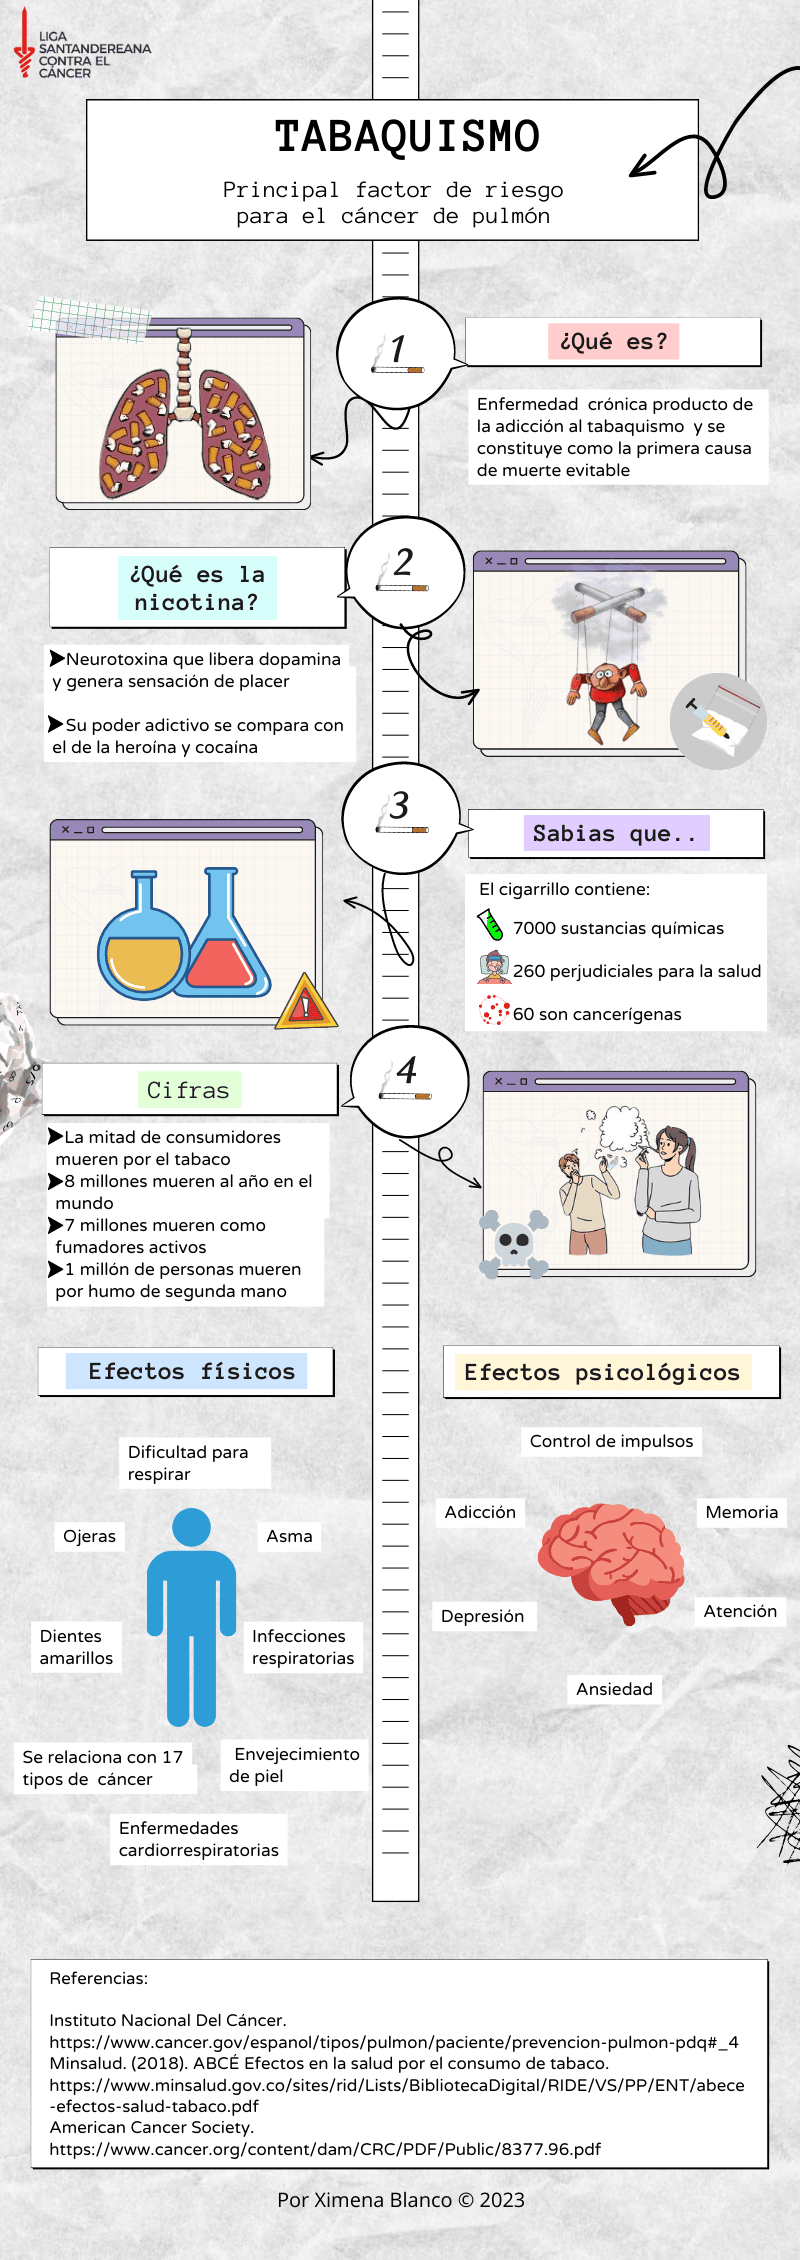 LIGA
SANTANDEREANA
CONTRA EL
CÁNCER
TABAQUISMO
Principal factor de riesgo
para el cáncer de pulmón
1
¿Qué es?
Enfermedad crónica producto de
la adicción al tabaquismo y se
constituye como la primera causa
de muerte evitable
2
¿Qué es la
nicotina?
Neurotoxina que libera dopamina
y genera sensación de placer
Su poder adictivo se compara con
el de la heroína y cocaína
3
Sabias que..
El cigarrillo contiene:
7000 sustancias químicas
260 perjudiciales para la salud
60 son cancerígenas
4
Cifras
La mitad de consumidores
mueren por el tabaco
8 millones mueren al año en el
mundo
7 millones mueren como
fumadores activos
1 millón de personas mueren
por humo de segunda mano
Efectos físicos
Dificultad para
respirar
Ojeras
Asma
Dientes
amarillos
Infecciones
respiratorias
Se relaciona con 17
tipos de cáncer
Envejecimiento
de piel
Enfermedades
cardiorrespiratorias
Efectos psicológicos
Control de impulsos
Adicción
Memoria
Depresión
Atención
Ansiedad
Referencias:
Instituto Nacional Del Cáncer.
https://www.cancer.gov/espanol/tipos/pulmon/paciente/prevencion-pulmon-pdq#_4
Minsalud. (2018). ABCÉ Efectos en la salud por el consumo de tabaco.
https://www.minsalud.gov.co/sites/rid/Lists/BibliotecaDigital/RIDE/VS/PP/ENT/abece
-efectos-salud-tabaco.pdf
American Cancer Society.
https://www.cancer.org/content/dam/CRC/PDF/Public/8377.96.pdf
Por Ximena Blanco © 2023